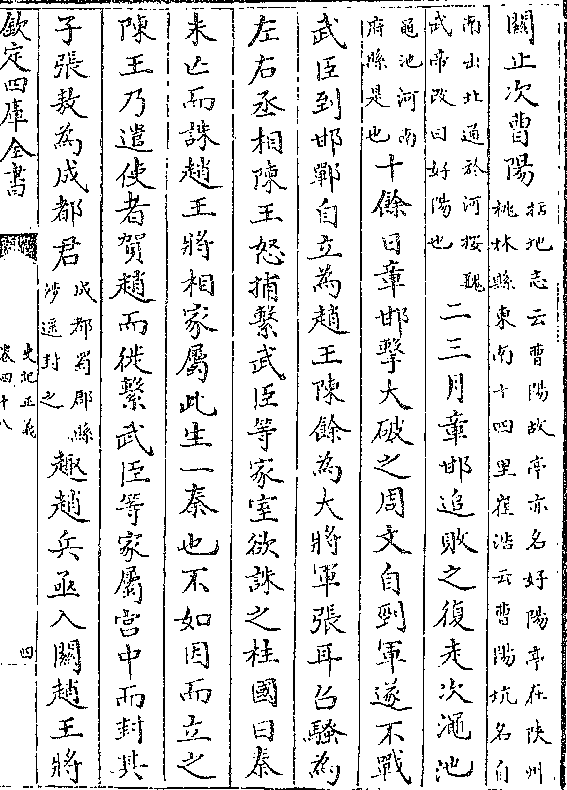 關止次曹陽括地志云曹陽故亭亦名好陽亭在陜州桃林縣東南十四里崔浩云曹陽坑名自
南出北通於河按魏武帝改曰好陽也二三月章邯追敗之復走次澠池
黽池河南府縣是也十餘日章邯擊大破之周文自剄軍遂不戰
武臣到邯鄲自立為趙王陳餘為大將軍張耳召騷為
左右丞相陳王怒捕繫武臣等家室欲誅之柱國曰秦
未亡而誅趙王將相家屬此生一秦也不如因而立之
陳王乃遣使者賀趙而徙繫武臣等家屬宫中而封其
子張敖為成都君成都蜀郡縣涉遥封之趣趙兵亟入關趙王將
欽定四庫全書
史記正義
卷四十八
四